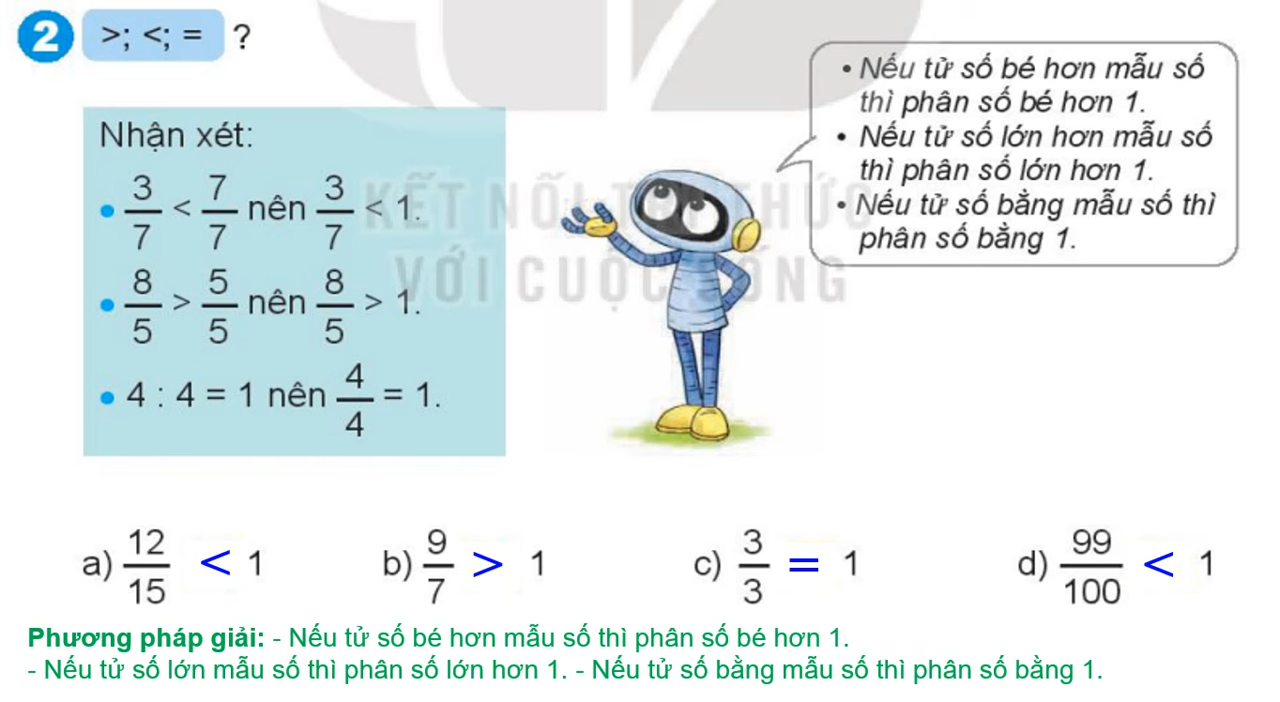 2 >; <; = ?
• Nếu tử số bé hơn mẫu số
thì phân số bé hơn 1.
• Nếu tử số lớn hơn mẫu số
thì phân số lớn hơn 1.
• Nếu tử số bằng mẫu số thì
phân số bằng 1.
Nhận xét:
• 3/7 < 7/7 nên 3/7 < 1.
• 8/5 > 5/5 nên 8/5 > 1.
• 4 : 4 = 1 nên 4/4 = 1.
KẾT NỐI TRI THỨC
VỚI CUỘC SỐNG
a) 12/15 < 1 b) 9/7 > 1 c) 3/3 = 1 d) 99/100 < 1
Phương pháp giải: - Nếu tử số bé hơn mẫu số thì phân số bé hơn 1.
- Nếu tử số lớn mẫu số thì phân số lớn hơn 1. - Nếu tử số bằng mẫu số thì phân số bằng 1.